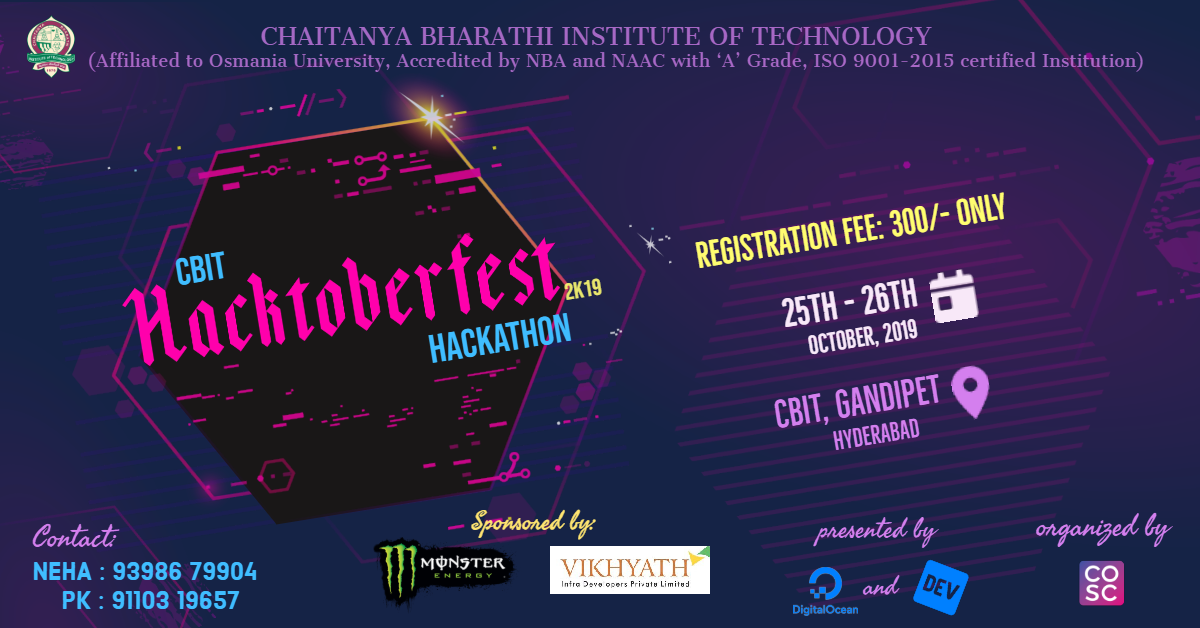 CHAITANYA BHARATHI INSTITUTE OF TECHNOLOGY
(Affiliated to Osmania University, Accredited by NBA and NAAC with ‘A’ Grade, ISO 9001-2015 certified Institution)
CBIT
Hacktoberfest
2K19
HACKATHON
REGISTRATION FEE: 300/- ONLY
25TH - 26TH
OCTOBER, 2019
CBIT, GANDIPET
HYDERABAD
Contact:
NEHA : 93986 79904
PK : 91103 19657
Sponsored by:
MONSTER
ENERGY
VIKHYATH
Infra Developers Private Limited
presented by
DigitalOcean
and
DEV
organized by
CO
SC